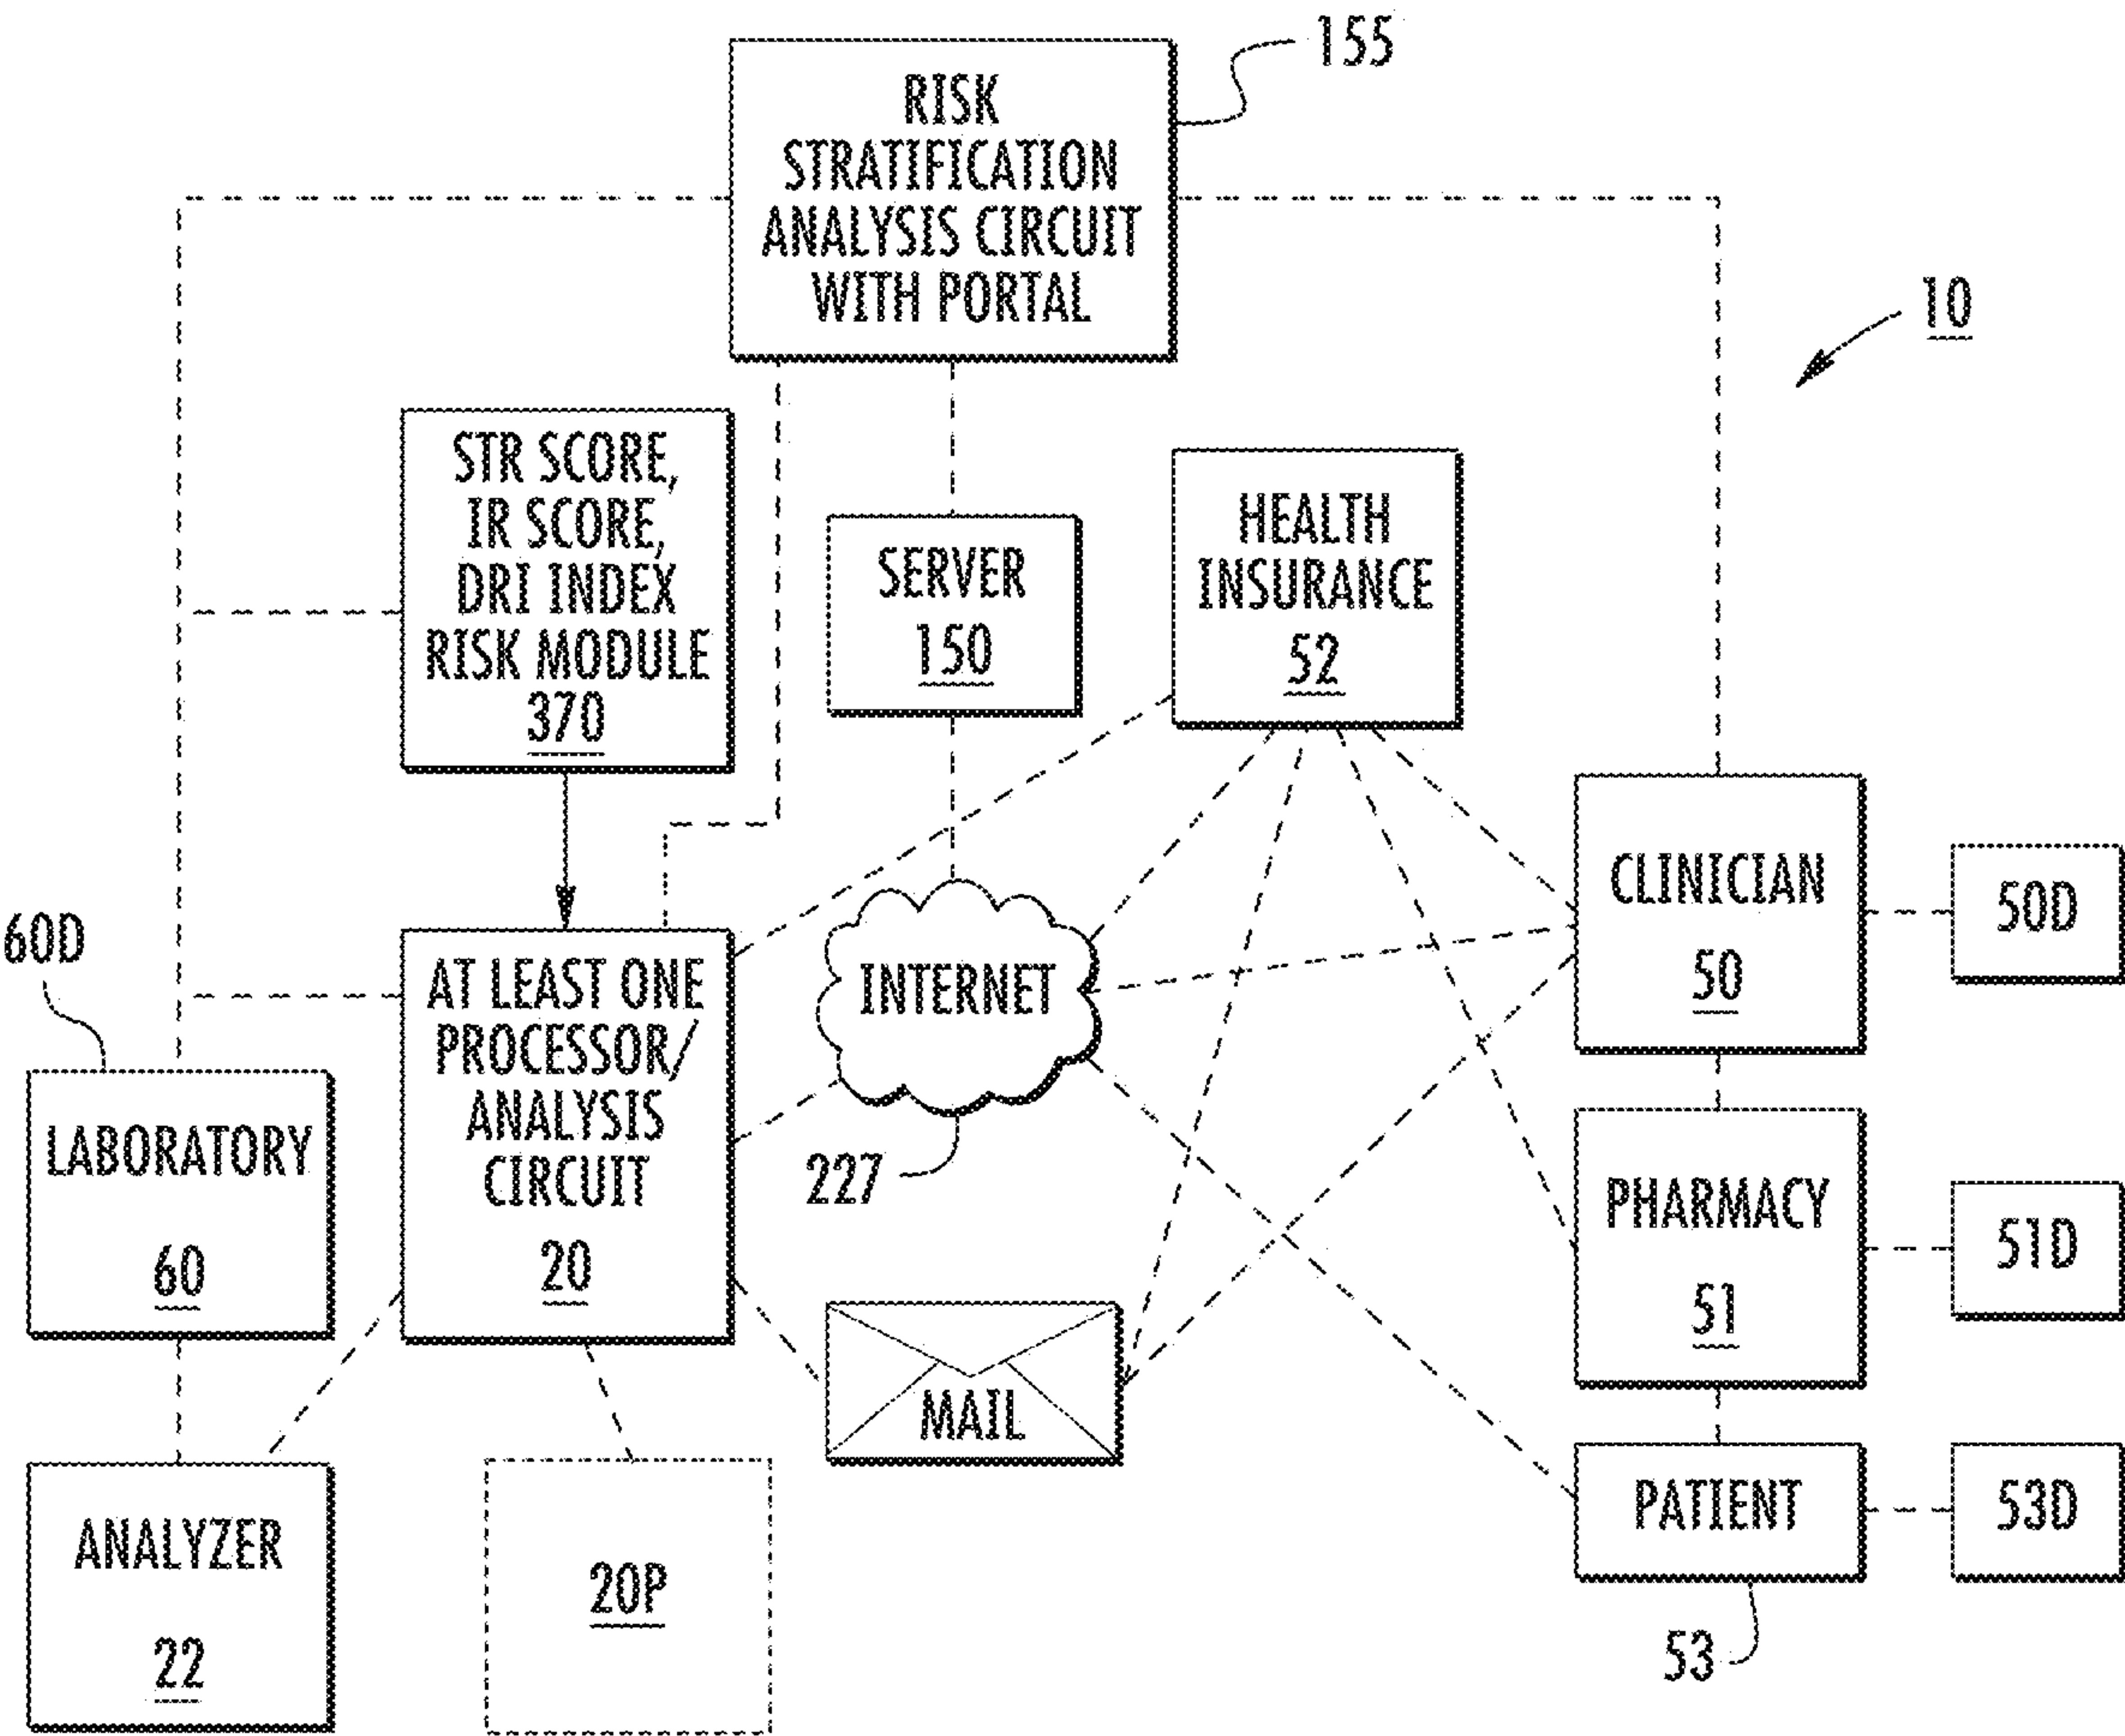 155
RISK
STRATIFICATION
ANALYSIS CIRCUIT
WITH PORTAL
10
STR SCORE,
IR SCORE,
DRI INDEX
RISK MODULE
370
SERVER
150
HEALTH
INSURANCE
52
CLINICIAN
50
50D
60D
AT LEAST ONE
PROCESSOR/
ANALYSIS
CIRCUIT
20
INTERNET
227
LABORATORY
60
PHARMACY
51
51D
MAIL
ANALYZER
22
20P
PATIENT
53D
53